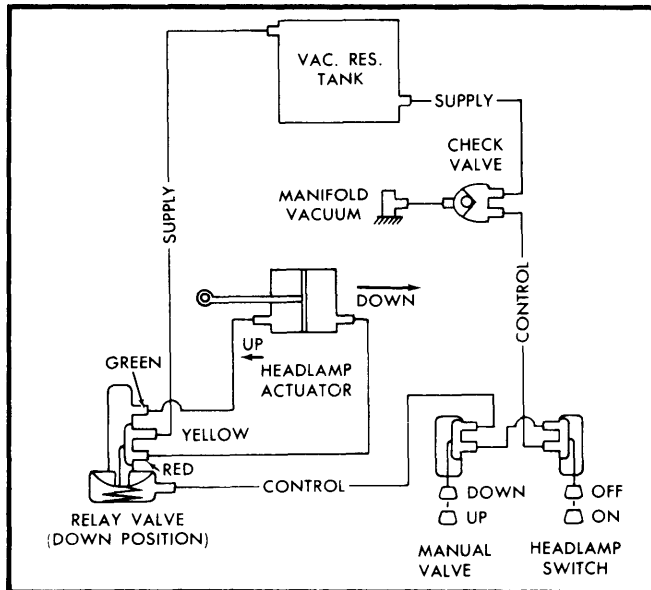 VAC. RES.
TANK
SUPPLY
CHECK
VALVE
MANIFOLD
VACUUM
SUPPLY
DOWN
CONTROL
UP
GREEN
HEADLAMP
ACTUATOR
YELLOW
RED
CONTROL
DOWN
UP
OFF
ON
RELAY VALVE
(DOWN POSITION)
MANUAL
VALVE
HEADLAMP
SWITCH